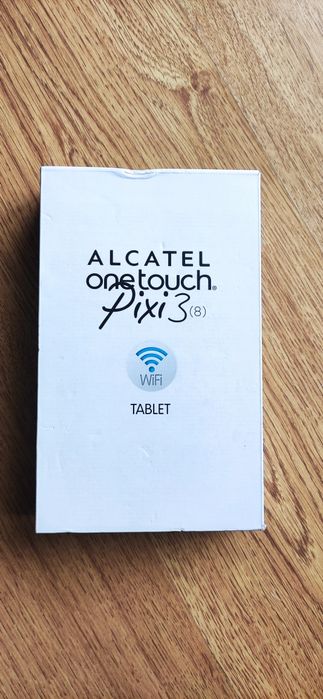 ALCATEL
onetouch®
Pixi 3 (8)
WiFi
TABLET